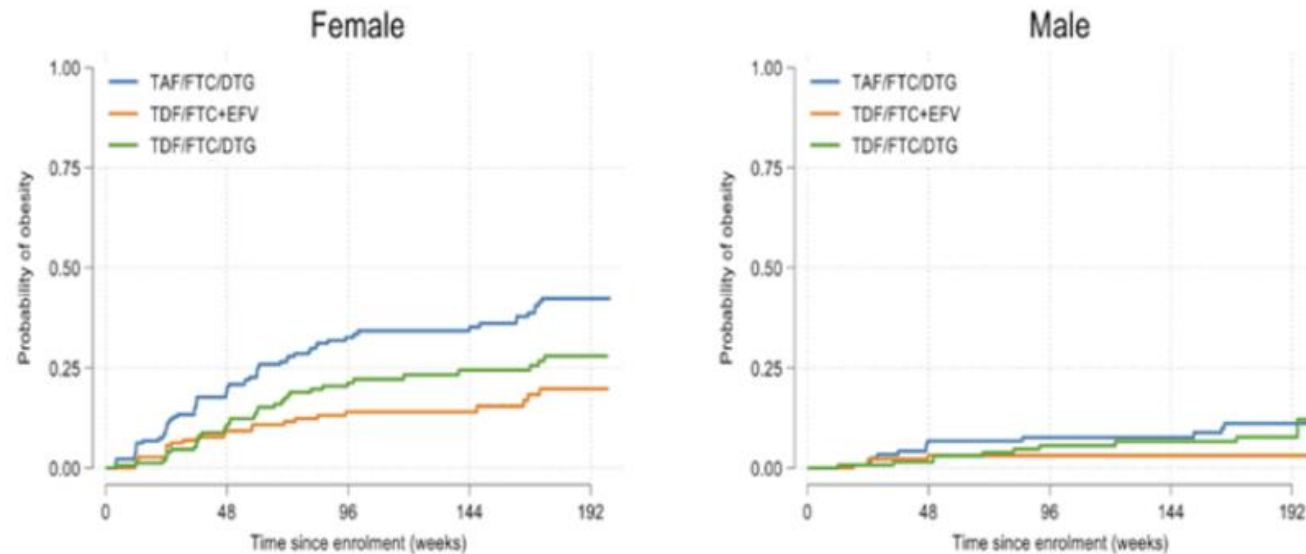 Female
1.00
TAF/FTC/DTG
TDF/FTC+EFV
0.75
TDF/FTC/DTG
Probability of obesity
0.50
0.25
0.00
0 48 96 144 192
Time since enrolment (weeks)
Male
1.00
TAF/FTC/DTG
TDF/FTC+EFV
0.75
TDF/FTC/DTG
Probability of obesity
0.50
0.25
0.00
0 48 96 144 192
Time since enrolment (weeks)